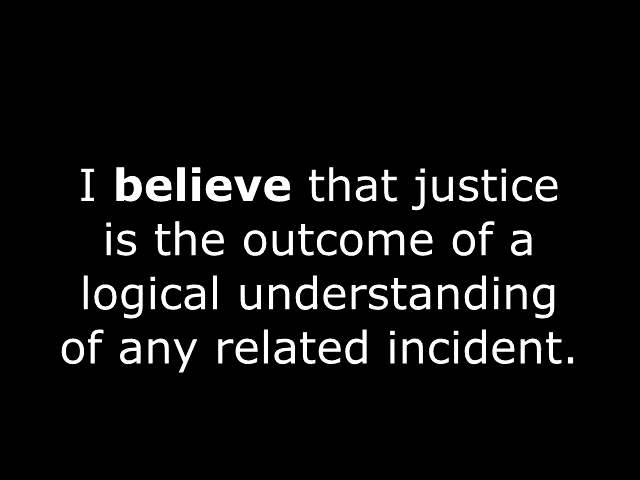 I believe that justice
is the outcome of a
logical understanding
of any related incident.